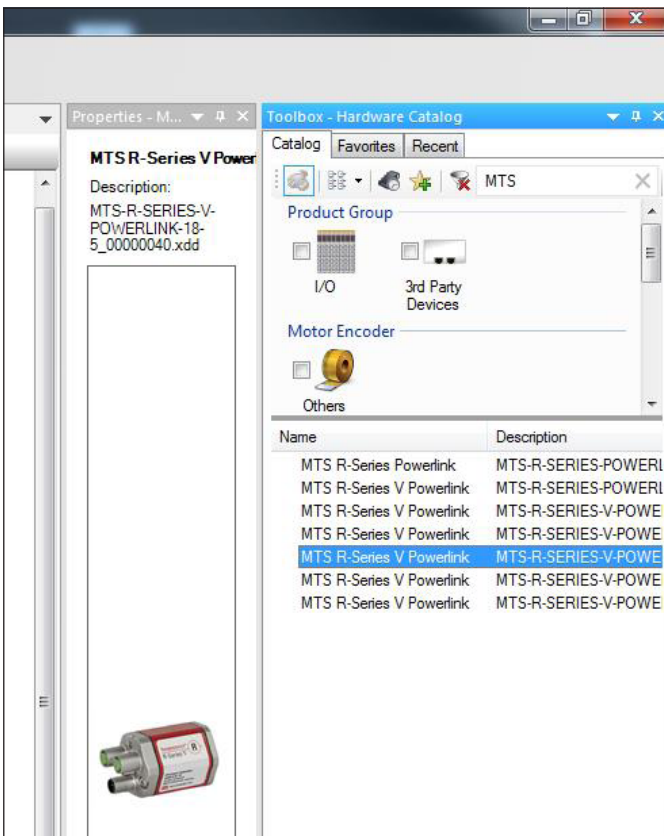 Properties - M...
MTS R-Series V Power
Description:
MTS-R-SERIES-V-
POWERLINK-18-
5_00000040.xdd
Toolbox - Hardware Catalog
Catalog Favorites Recent
MTS
Product Group
I/O
3rd Party
Devices
Motor Encoder
Others
Name Description
MTS R-Series Powerlink MTS-R-SERIES-POWERL
MTS R-Series V Powerlink MTS-R-SERIES-POWERL
MTS R-Series V Powerlink MTS-R-SERIES-V-POWE
MTS R-Series V Powerlink MTS-R-SERIES-V-POWE
MTS R-Series V Powerlink MTS-R-SERIES-V-POWE
MTS R-Series V Powerlink MTS-R-SERIES-V-POWE
MTS R-Series V Powerlink MTS-R-SERIES-V-POWE